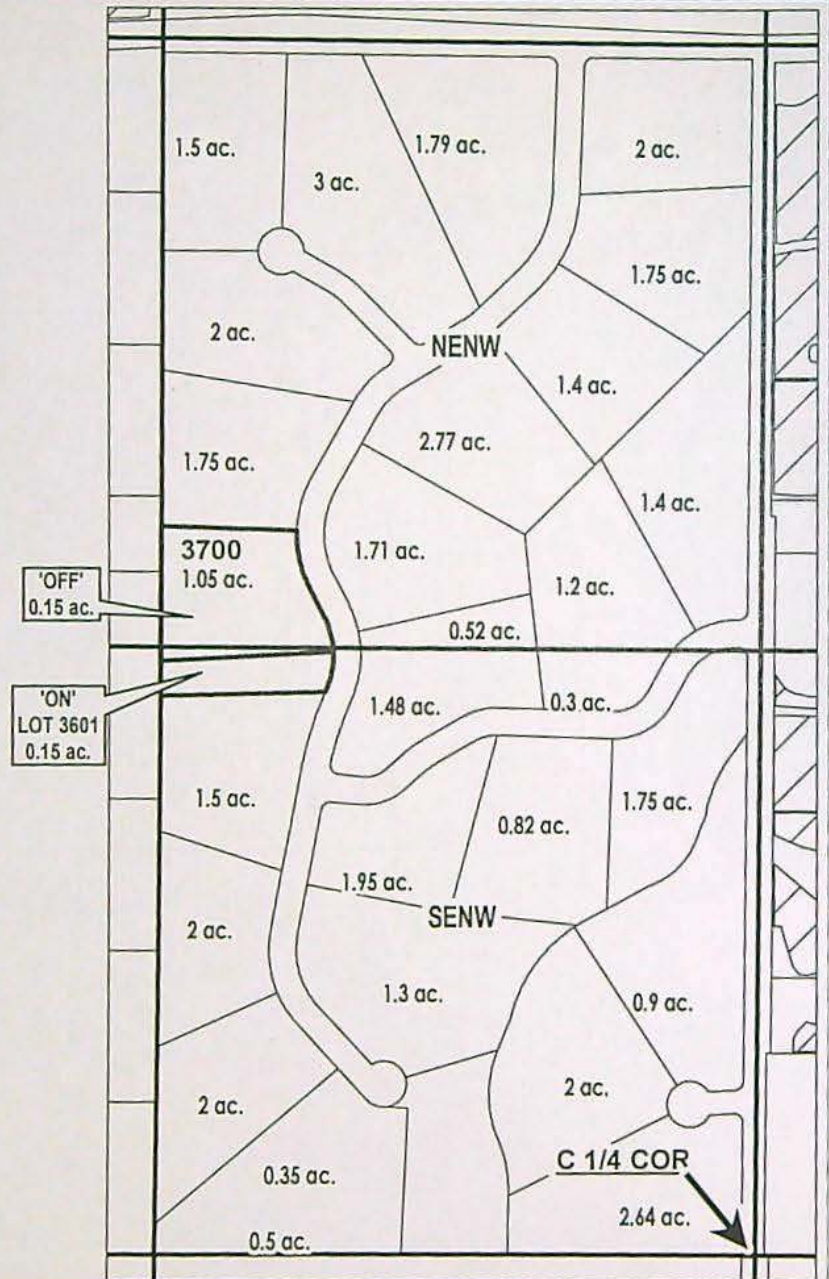 1.5 ac.
3 ac.
1.79 ac.
2 ac.
1.75 ac.
2 ac.
NENW
1.4 ac.
2.77 ac.
1.75 ac.
1.4 ac.
3700
1.05 ac.
1.71 ac.
'OFF'
0.15 ac.
1.2 ac.
0.52 ac.
'ON'
LOT 3601
0.15 ac.
1.48 ac.
0.3 ac.
1.5 ac.
1.75 ac.
0.82 ac.
1.95 ac.
SENW
2 ac.
1.3 ac.
0.9 ac.
2 ac.
2 ac.
C 1/4 COR
0.35 ac.
2.64 ac.
0.5 ac.